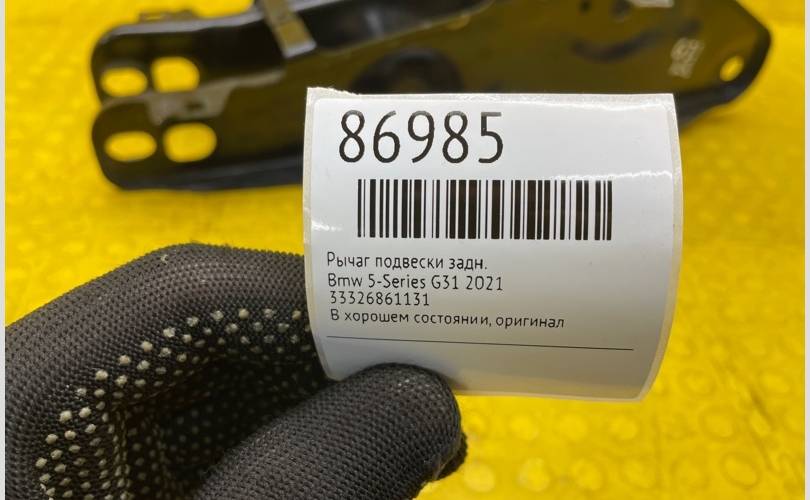 86985
Рычаг подвески задн.
Bmw 5-Series G31 2021
33326861131
В хорошем состоянии, оригинал